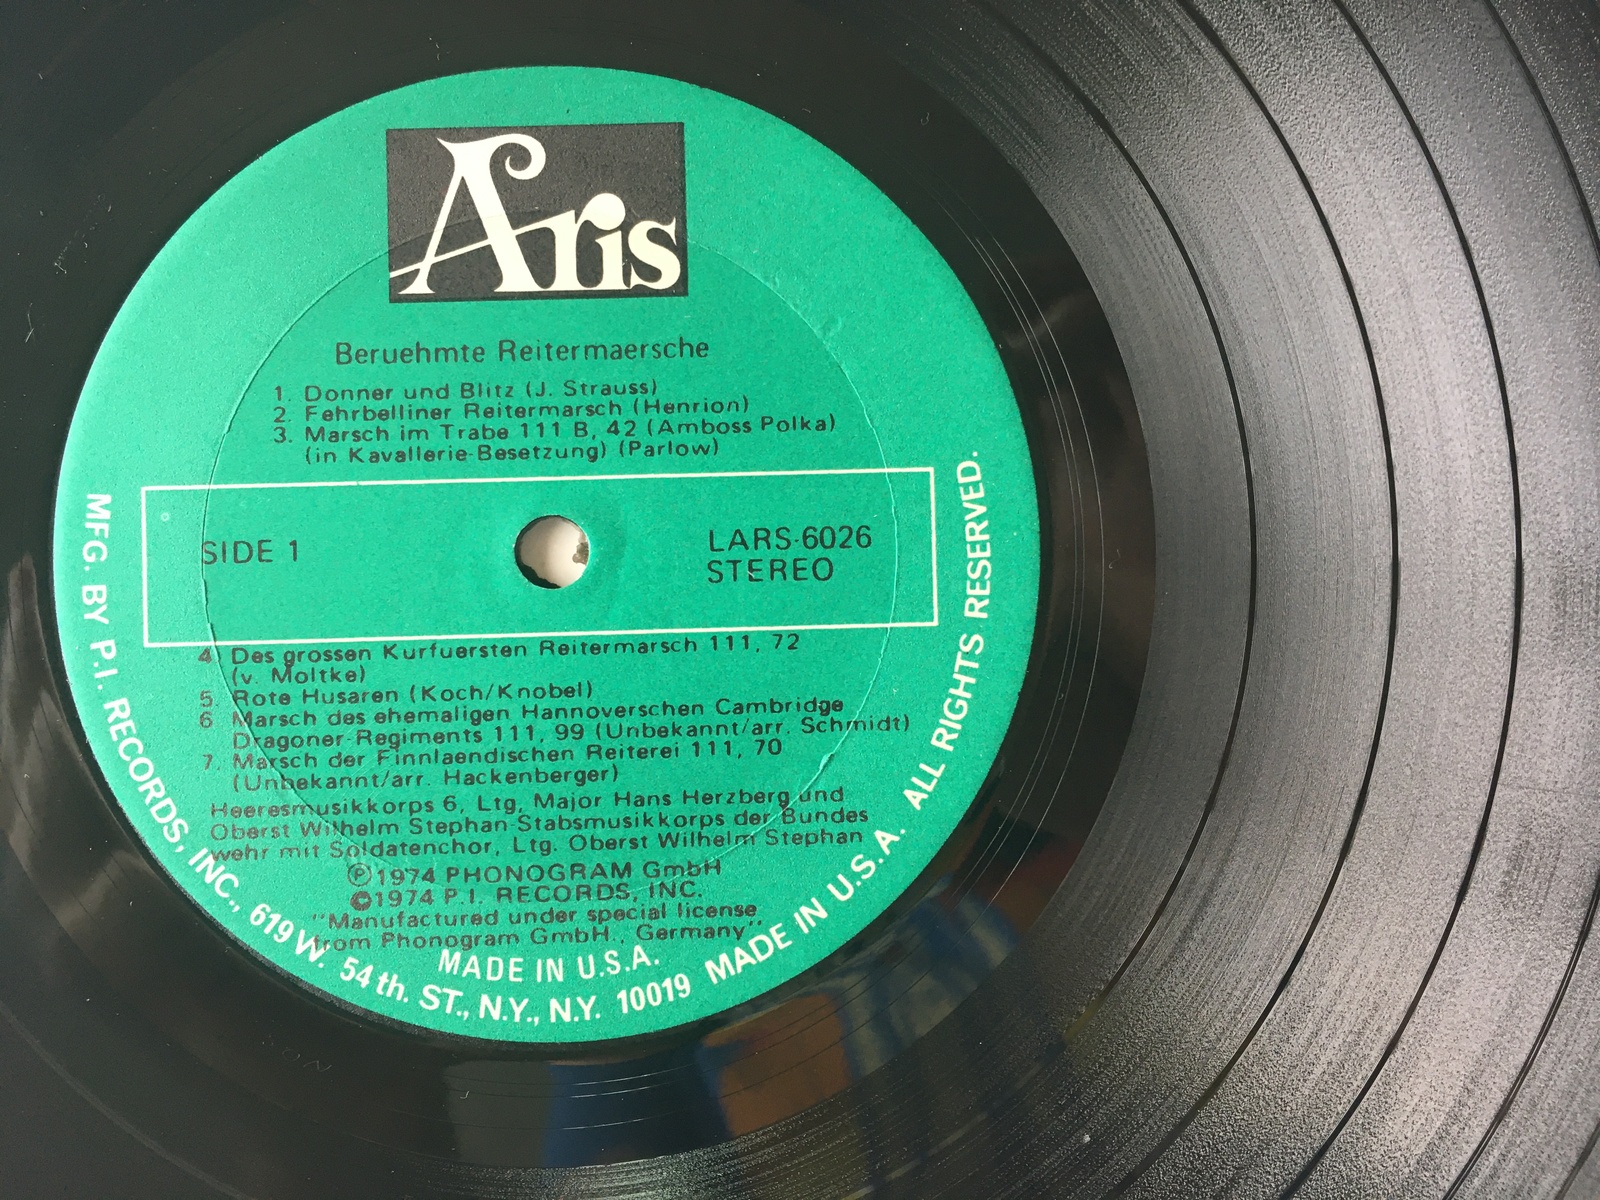 Aris
Beruehmte Reitermaersche
1. Donner und Blitz (J. Strauss)
2. Fehrbelliner Reitermarsch (Henrion)
3. Marsch im Trabe 111 B, 42 (Amboss Polka)
(in Kavallerie-Besetzung) (Parlow)
SIDE 1
LARS-6026
STEREO
4. Des grossen Kurfuersten Reitermarsch 111, 72
(v. Moltke)
5. Rote Husaren (Koch/Knobel)
6 Marsch des ehemaligen Hannoverschen Cambridge
Dragoner-Regiments 111, 99 (Unbekannt/arr. Schmidt)
7. Marsch der Finnlaendischen Reiterei 111, 70
(Unbekannt/arr. Hackenberger)
Heeresmusikkorps 6, Ltg, Major Hans Herzberg und
Oberst Wilhelm Stephan-Stabsmusikkorps der Bundes
wehr mit Soldatenchor, Ltg. Oberst Wilhelm Stephan
Ⓟ1974 PHONOGRAM GmbH
©1974 P.I. RECORDS, INC.
"Manufactured under special license
from Phonogram GmbH., Germany"
MADE IN U.S.A.
MFG. BY P.I. RECORDS, INC., 619 W. 54 th. ST., N.Y., N.Y. 10019 MADE IN U.S.A. ALL RIGHTS RESERVED.